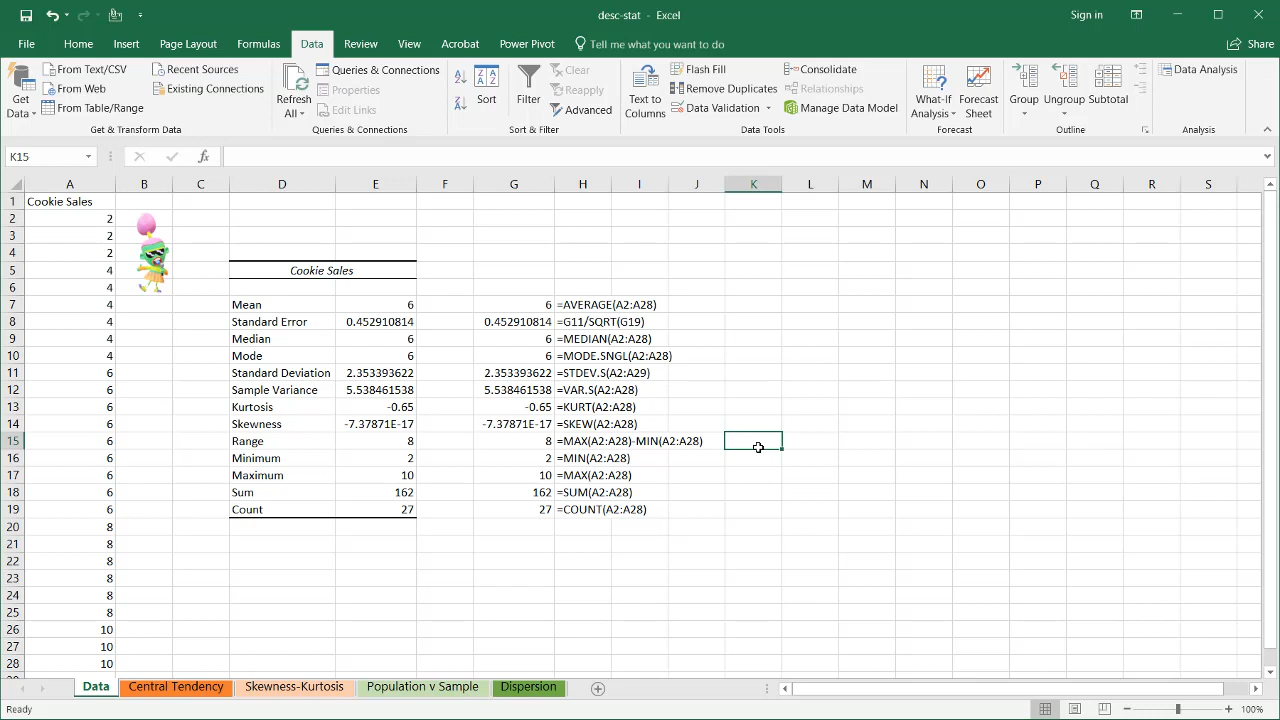 desc-stat - Excel
Sign in
File Home Insert Page Layout Formulas Data Review View Acrobat Power Pivot Tell me what you want to do Share
Get Data
From Text/CSV
From Web
From Table/Range
Recent Sources
Existing Connections
Get & Transform Data
Refresh All
Queries & Connections
Properties
Edit Links
Queries & Connections
Sort
Filter
Clear
Reapply
Advanced
Sort & Filter
Text to Columns
Flash Fill
Remove Duplicates
Data Validation
Consolidate
Relationships
Manage Data Model
Data Tools
What-If Analysis
Forecast Sheet
Forecast
Group
Ungroup
Subtotal
Outline
Data Analysis
Analysis
K15 fx
A B C D E F G H I J K L M N O P Q R S
1 Cookie Sales
2 2
3 2
4 2
5 4 Cookie Sales
6 4
7 4 Mean 6 6 =AVERAGE(A2:A28)
8 4 Standard Error 0.452910814 0.452910814 =G11/SQRT(G19)
9 4 Median 6 6 =MEDIAN(A2:A28)
10 4 Mode 6 6 =MODE.SNGL(A2:A28)
11 6 Standard Deviation 2.353393622 2.353393622 =STDEV.S(A2:A29)
12 6 Sample Variance 5.538461538 5.538461538 =VAR.S(A2:A28)
13 6 Kurtosis -0.65 -0.65 =KURT(A2:A28)
14 6 Skewness -7.37871E-17 -7.37871E-17 =SKEW(A2:A28)
15 6 Range 8 8 =MAX(A2:A28)-MIN(A2:A28)
16 6 Minimum 2 2 =MIN(A2:A28)
17 6 Maximum 10 10 =MAX(A2:A28)
18 6 Sum 162 162 =SUM(A2:A28)
19 6 Count 27 27 =COUNT(A2:A28)
20 8
21 8
22 8
23 8
24 8
25 8
26 10
27 10
28 10
Data Central Tendency Skewness-Kurtosis Population v Sample Dispersion
Ready 100%